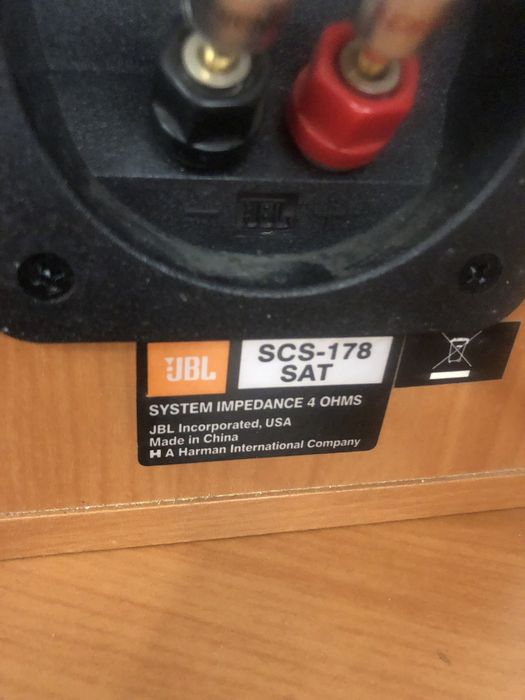 - JBL +
JBL
SCS-178
SAT
SYSTEM IMPEDANCE 4 OHMS
JBL Incorporated, USA
Made in China
H A Harman International Company